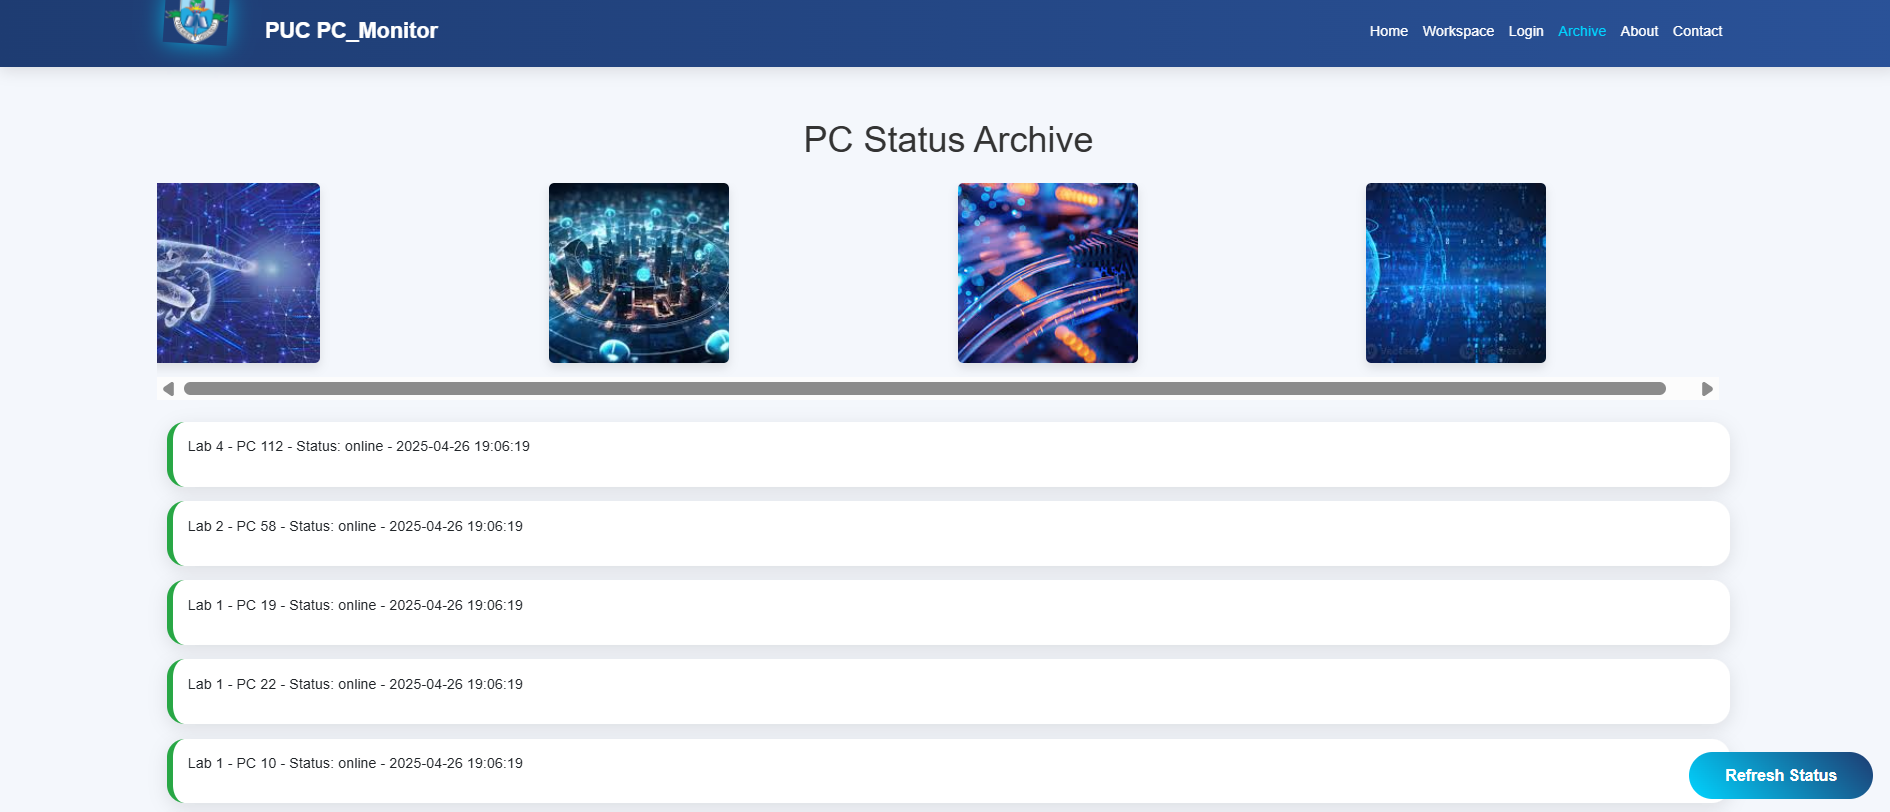 PUC PC_Monitor
Home Workspace Login Archive About Contact
PC Status Archive
Lab 4 - PC 112 - Status: online - 2025-04-26 19:06:19
Lab 2 - PC 58 - Status: online - 2025-04-26 19:06:19
Lab 1 - PC 19 - Status: online - 2025-04-26 19:06:19
Lab 1 - PC 22 - Status: online - 2025-04-26 19:06:19
Lab 1 - PC 10 - Status: online - 2025-04-26 19:06:19
Refresh Status